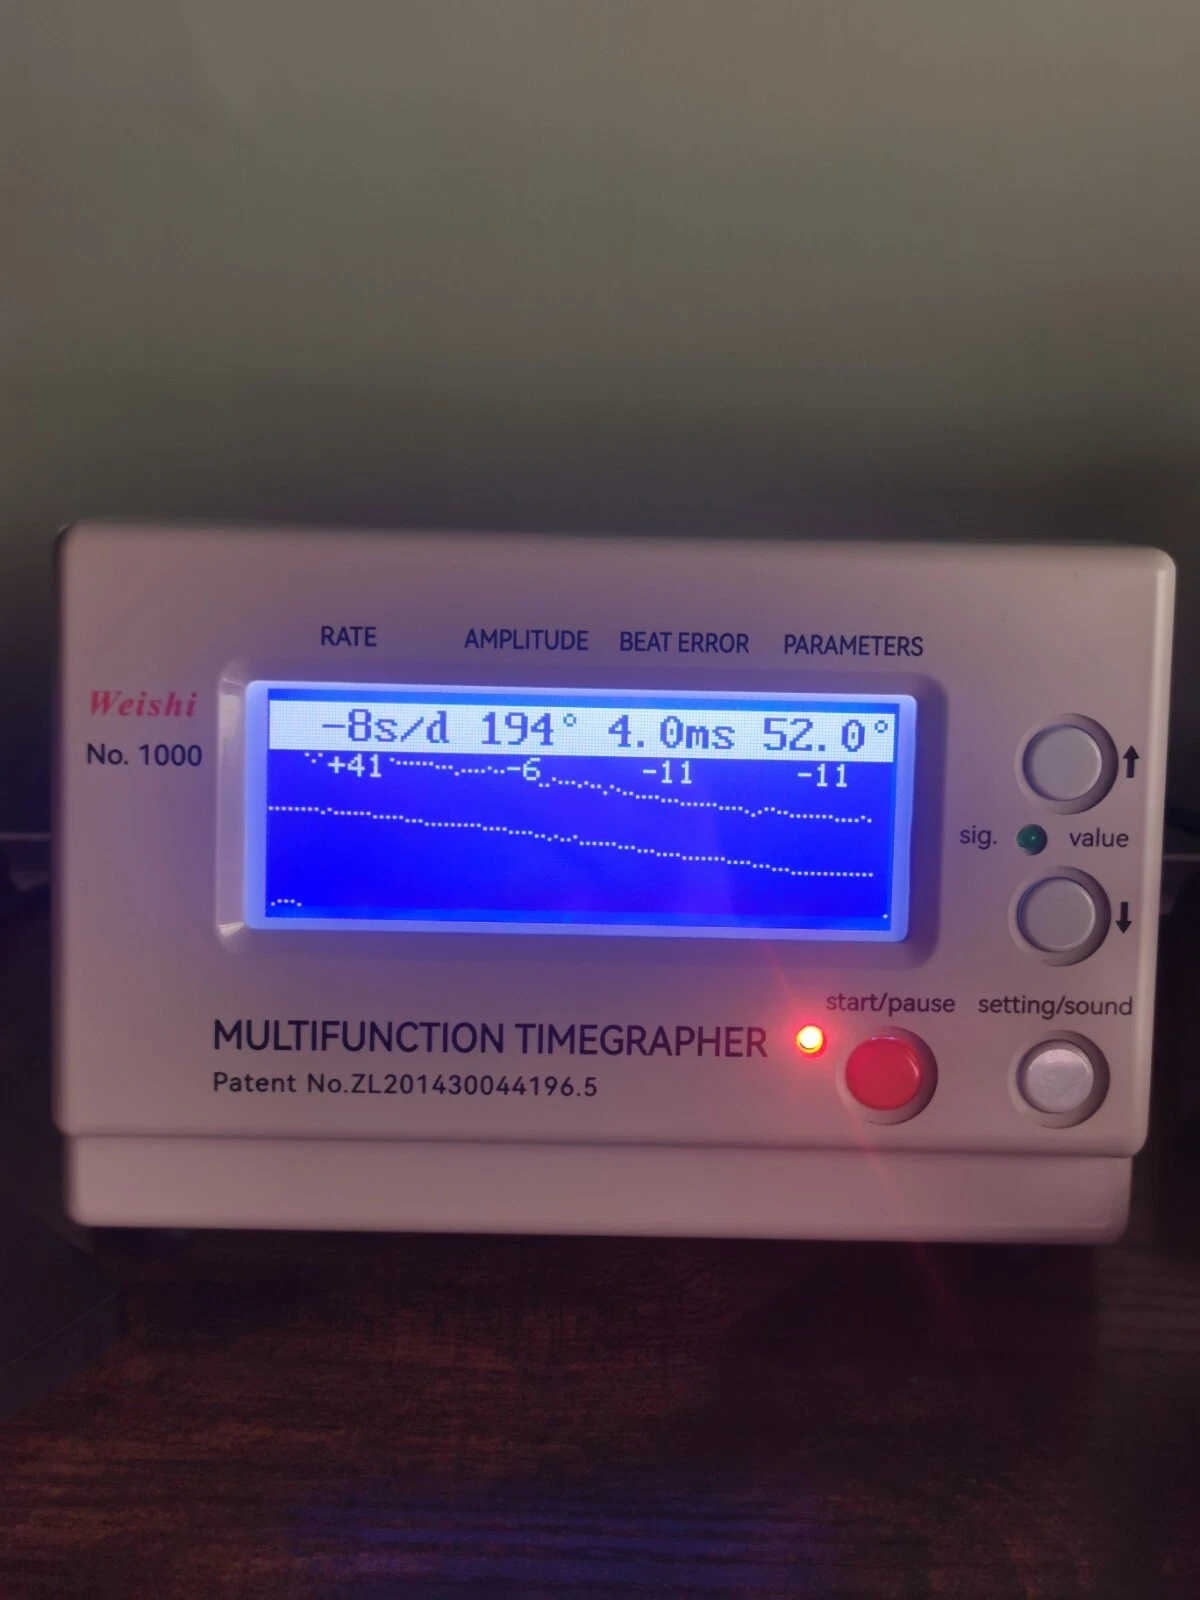 RATE AMPLITUDE BEAT ERROR PARAMETERS
Weishi
No. 1000
-8s/d 194° 4.0ms 52.0°
+41 -6 -11 -11
sig. value
start/pause setting/sound
MULTIFUNCTION TIMEGRAPHER
Patent No.ZL201430044196.5